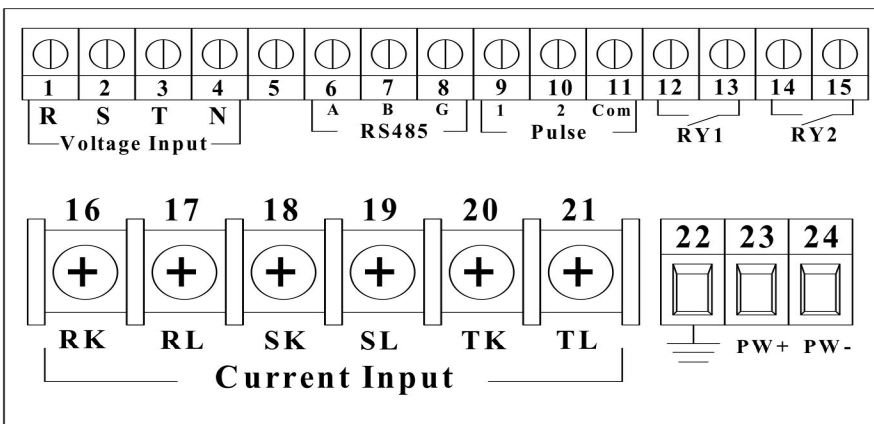 1 2 3 4 5 6 7 8 9 10 11 12 13 14 15
R S T N A B G 1 2 Com
Voltage Input RS485 Pulse RY1 RY2
16 17 18 19 20 21
22 23 24
RK RL SK SL TK TL
PW+ PW-
Current Input